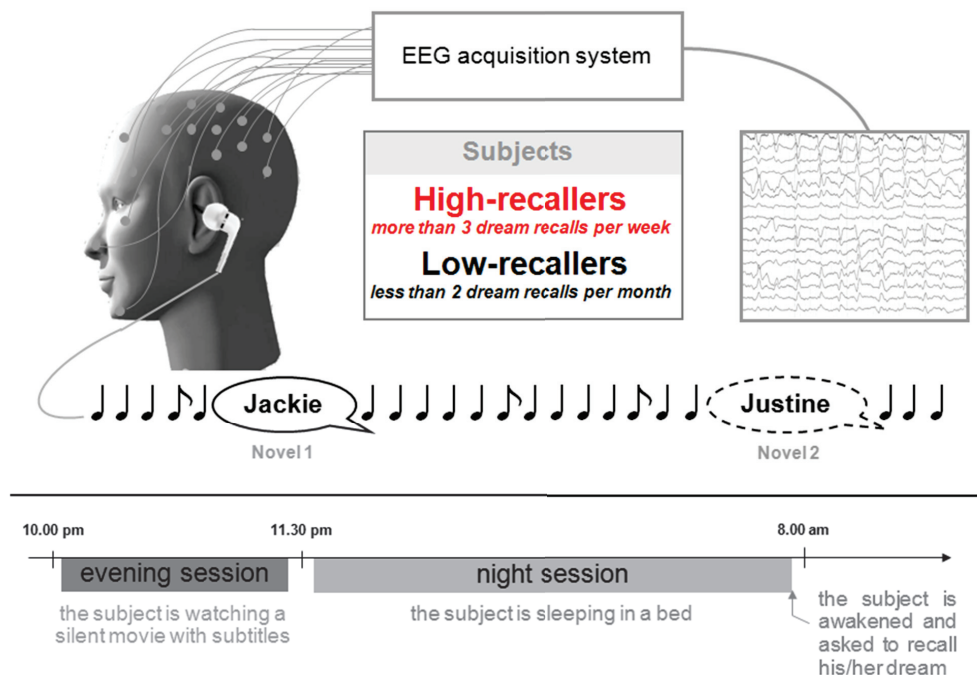 EEG acquisition system
Subjects
High-recallers
more than 3 dream recalls per week
Low-recallers
less than 2 dream recalls per month
Jackie
Justine
Novel 1
Novel 2
10.00 pm
11.30 pm
8.00 am
evening session
night session
the subject is watching a
silent movie with subtitles
the subject is sleeping in a bed
the subject is
awakened and
asked to recall
his/her dream